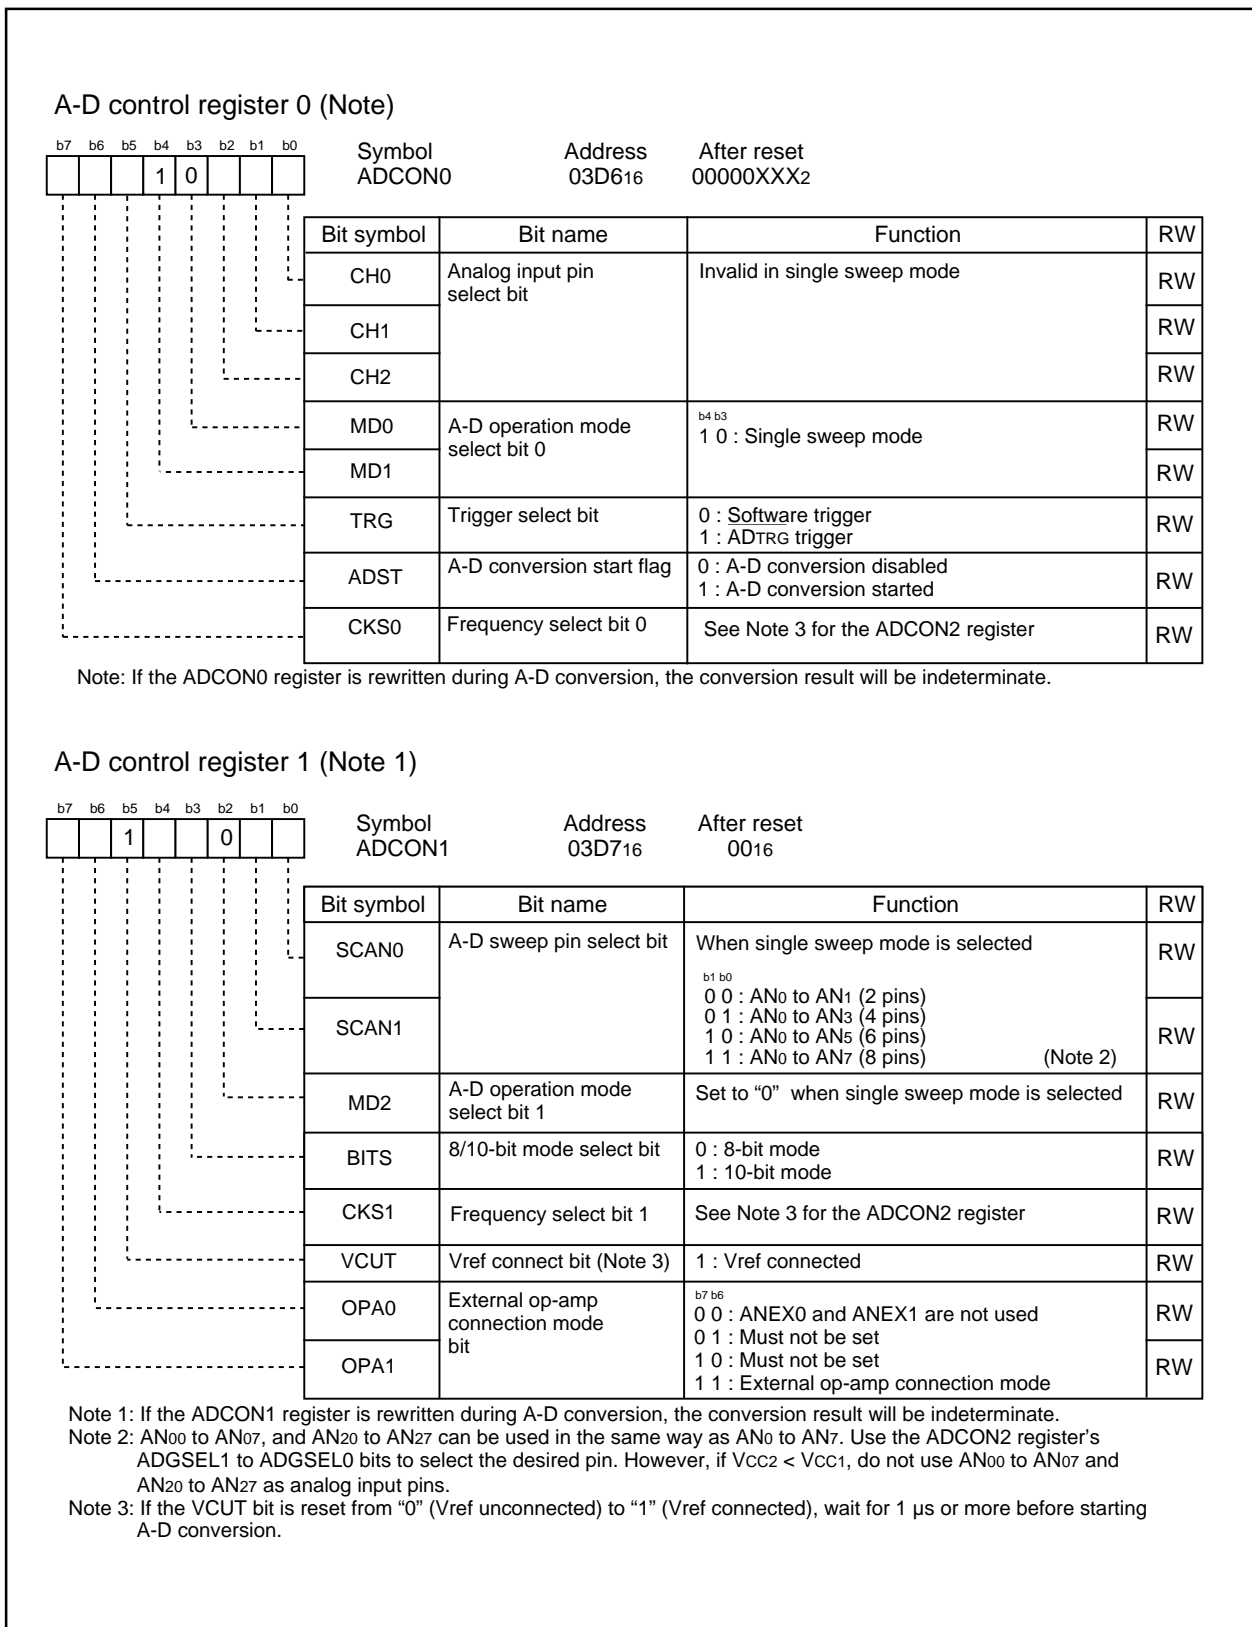 A-D control register 0 (Note)
b7 b6 b5 b4 b3 b2 b1 b0
1 0
Symbol Address After reset
ADCON0 03D616 00000XXX2
Bit symbol Bit name Function RW
CH0 Analog input pin select bit Invalid in single sweep mode RW
CH1 RW
CH2 RW
MD0 A-D operation mode select bit 0 b4 b3 RW
1 0 : Single sweep mode
MD1 RW
TRG Trigger select bit 0 : Software trigger RW
1 : ADTRG trigger
ADST A-D conversion start flag 0 : A-D conversion disabled RW
1 : A-D conversion started
CKS0 Frequency select bit 0 See Note 3 for the ADCON2 register RW
Note: If the ADCON0 register is rewritten during A-D conversion, the conversion result will be indeterminate.
A-D control register 1 (Note 1)
b7 b6 b5 b4 b3 b2 b1 b0
1 0
Symbol Address After reset
ADCON1 03D716 0016
Bit symbol Bit name Function RW
SCAN0 A-D sweep pin select bit When single sweep mode is selected RW
b1 b0
0 0 : AN0 to AN1 (2 pins)
0 1 : AN0 to AN3 (4 pins)
SCAN1 1 0 : AN0 to AN5 (6 pins) RW
1 1 : AN0 to AN7 (8 pins) (Note 2)
MD2 A-D operation mode select bit 1 Set to “0” when single sweep mode is selected RW
BITS 8/10-bit mode select bit 0 : 8-bit mode RW
1 : 10-bit mode
CKS1 Frequency select bit 1 See Note 3 for the ADCON2 register RW
VCUT Vref connect bit (Note 3) 1 : Vref connected RW
OPA0 External op-amp connection mode bit b7 b6 RW
0 0 : ANEX0 and ANEX1 are not used
0 1 : Must not be set
OPA1 1 0 : Must not be set RW
1 1 : External op-amp connection mode
Note 1: If the ADCON1 register is rewritten during A-D conversion, the conversion result will be indeterminate.
Note 2: AN00 to AN07, and AN20 to AN27 can be used in the same way as AN0 to AN7. Use the ADCON2 register’s
ADGSEL1 to ADGSEL0 bits to select the desired pin. However, if VCC2 < VCC1, do not use AN00 to AN07 and
AN20 to AN27 as analog input pins.
Note 3: If the VCUT bit is reset from “0” (Vref unconnected) to “1” (Vref connected), wait for 1 µs or more before starting
A-D conversion.